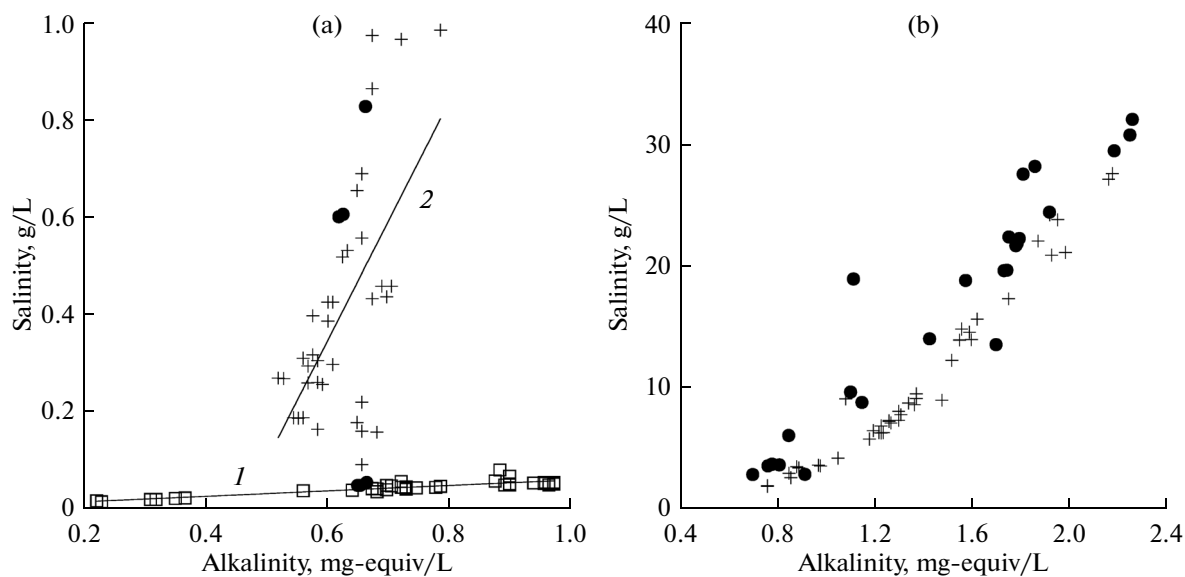 (a)
1.0
0.8
0.6
0.4
0.2
0
Salinity, g/L
1
2
0.2 0.4 0.6 0.8 1.0
Alkalinity, mg-equiv/L
(b)
40
30
20
10
0
Salinity, g/L
0.4 0.8 1.2 1.6 2.0 2.4
Alkalinity, mg-equiv/L